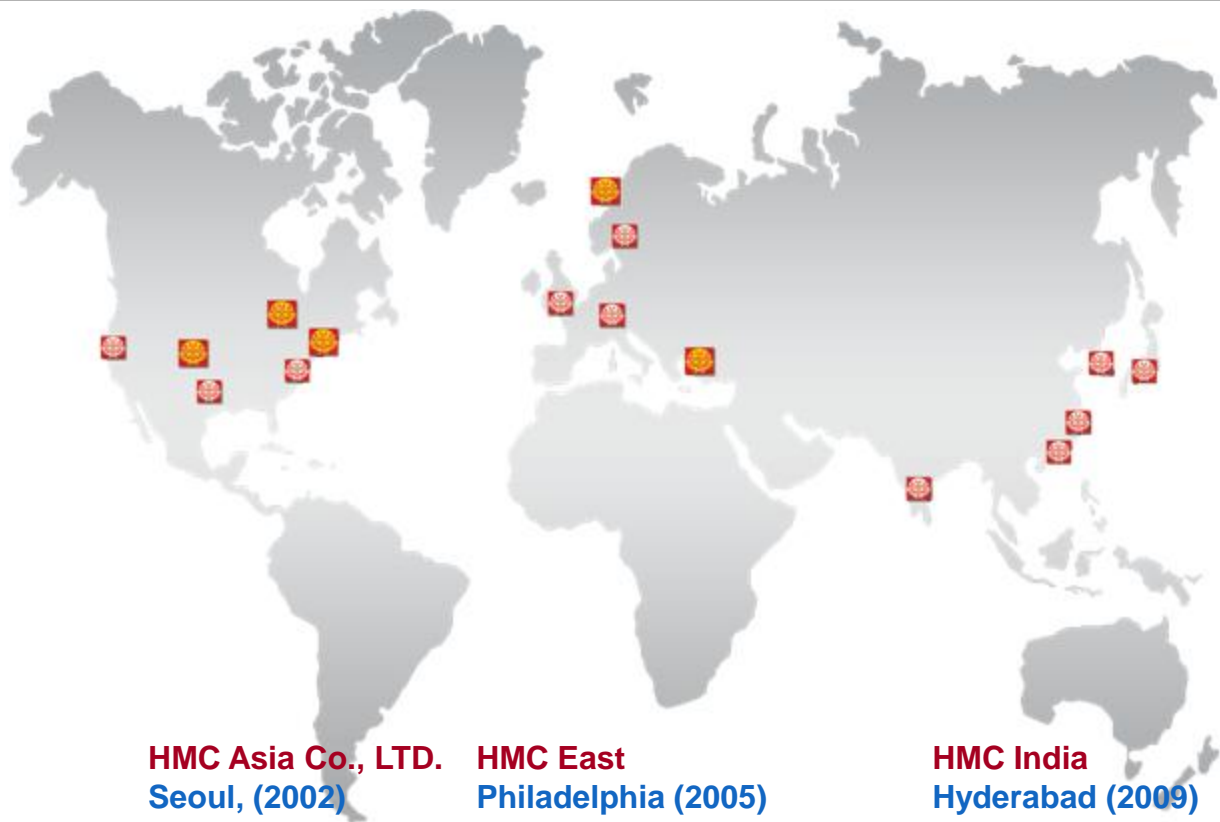 HMC Asia Co., LTD.
Seoul, (2002)
HMC East
Philadelphia (2005)
HMC India
Hyderabad (2009)